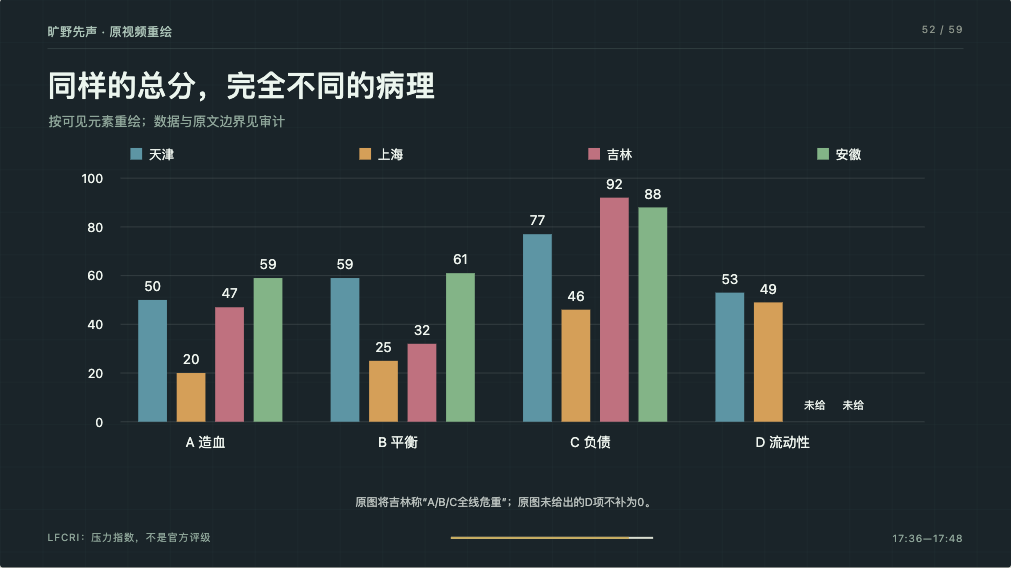 旷野先声 · 原视频重绘
52 / 59
同样的总分，完全不同的病理
按可见元素重绘；数据与原文边界见审计
天津 上海 吉林 安徽
100
80
60
40
20
0
50 20 47 59
59 25 32 61
77 46 92 88
53 49 未给 未给
A 造血 B 平衡 C 负债 D 流动性
原图将吉林称“A/B/C全线危重”；原图未给出的D项不补为0。
LFCRI：压力指数，不是官方评级
17:36—17:48